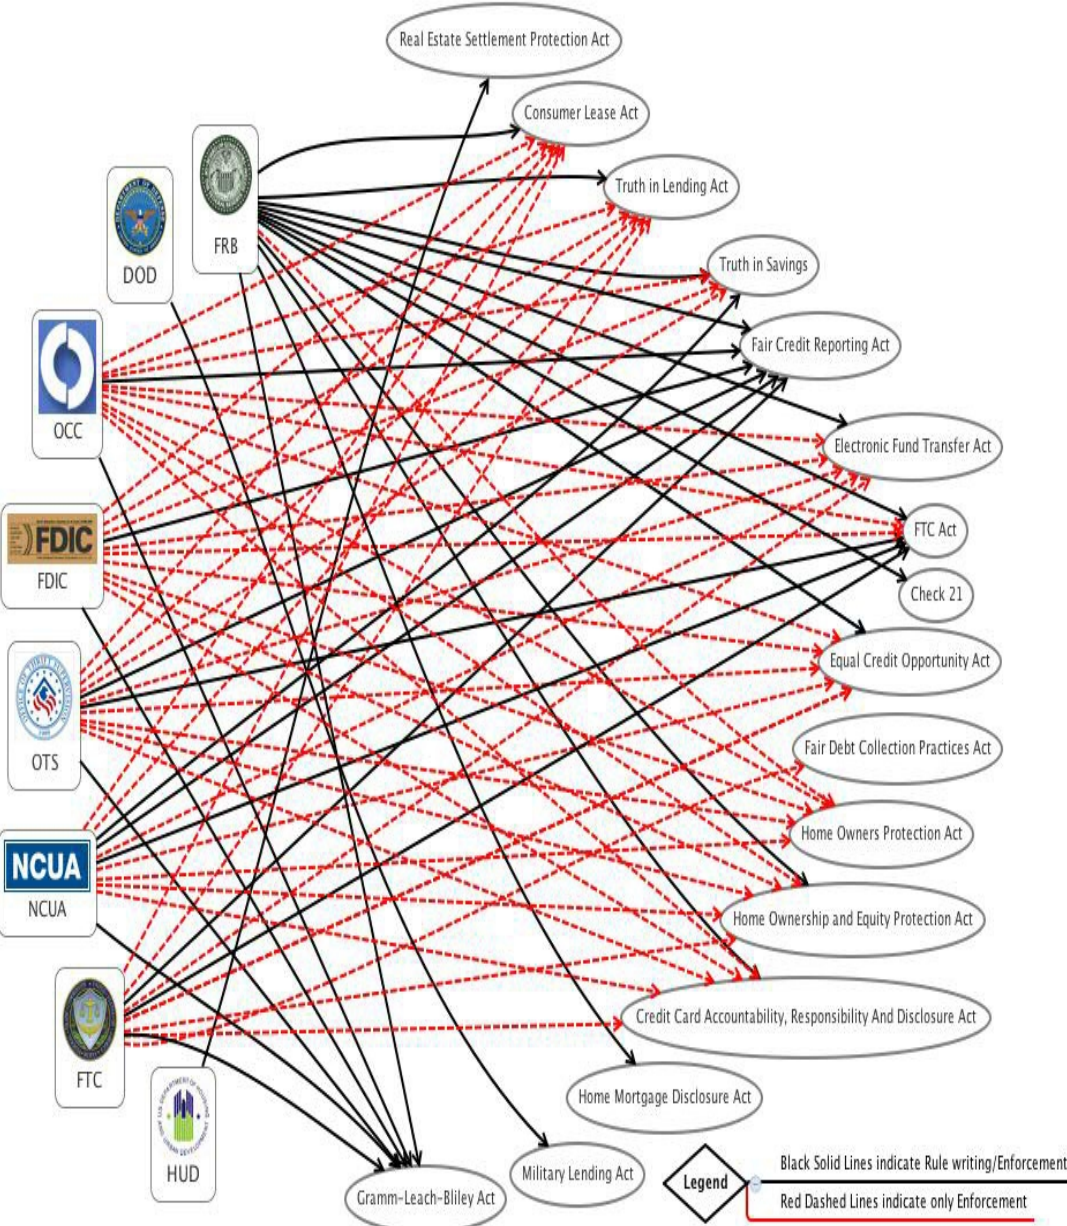 Real Estate Settlement Protection Act
Consumer Lease Act
Truth in Lending Act
FRB
DOD
Truth in Savings
Fair Credit Reporting Act
OCC
Electronic Fund Transfer Act
FTC Act
FDIC
FDIC
Check 21
Equal Credit Opportunity Act
OTS
Fair Debt Collection Practices Act
Home Owners Protection Act
NCUA
NCUA
Home Ownership and Equity Protection Act
Credit Card Accountability, Responsibility And Disclosure Act
FTC
Home Mortgage Disclosure Act
HUD
Military Lending Act
Gramm-Leach-Bliley Act
Legend
Black Solid Lines indicate Rule writing/Enforcement
Red Dashed Lines indicate only Enforcement